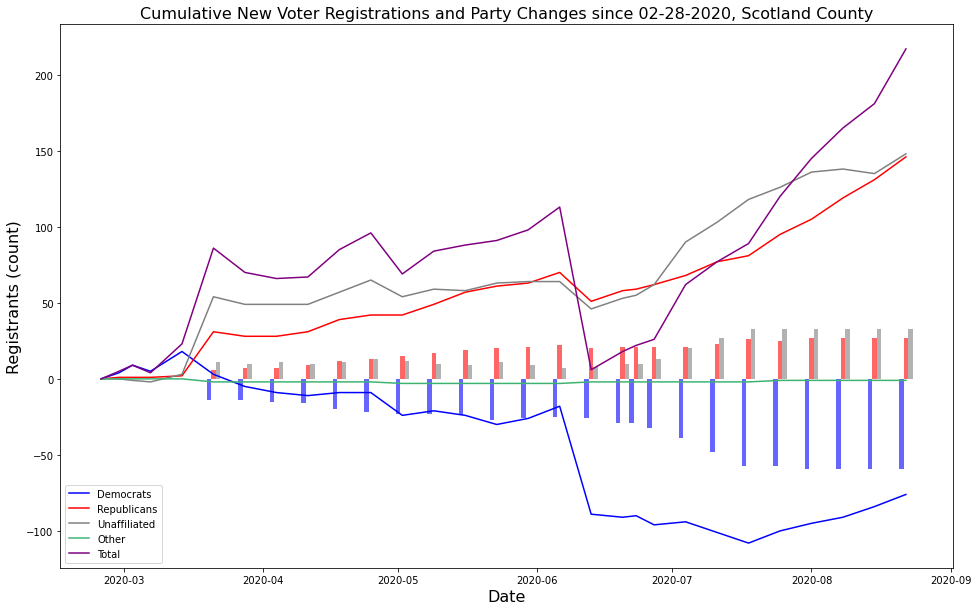 Cumulative New Voter Registrations and Party Changes since 02-28-2020, Scotland County
Registrants (count)
200
150
100
50
0
−50
−100
Democrats
Republicans
Unaffiliated
Other
Total
2020-03 2020-04 2020-05 2020-06 2020-07 2020-08 2020-09
Date